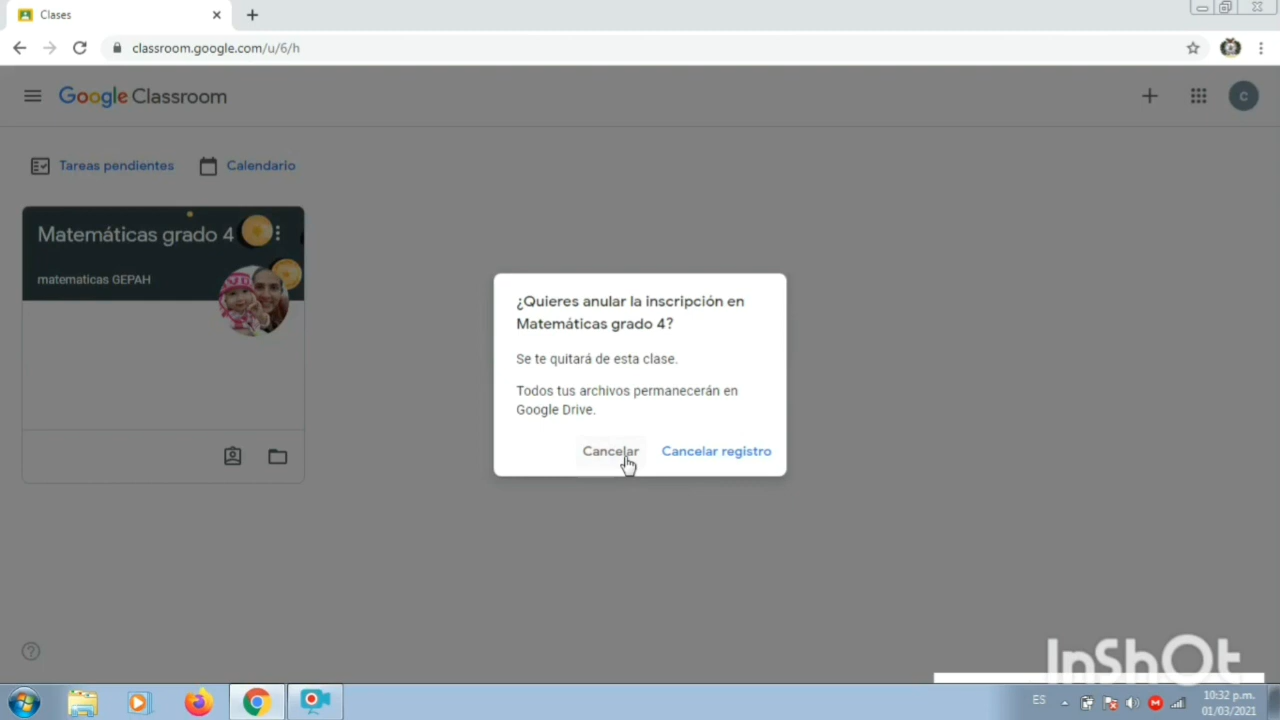 Clases
classroom.google.com/u/6/h
Google Classroom
C
Tareas pendientes
Calendario
Matemáticas grado 4
matematicas GEPAH
¿Quieres anular la inscripción en
Matemáticas grado 4?
Se te quitará de esta clase.
Todos tus archivos permanecerán en
Google Drive.
Cancelar
Cancelar registro
InShOt
ES
10:32 p.m.
01/03/2021